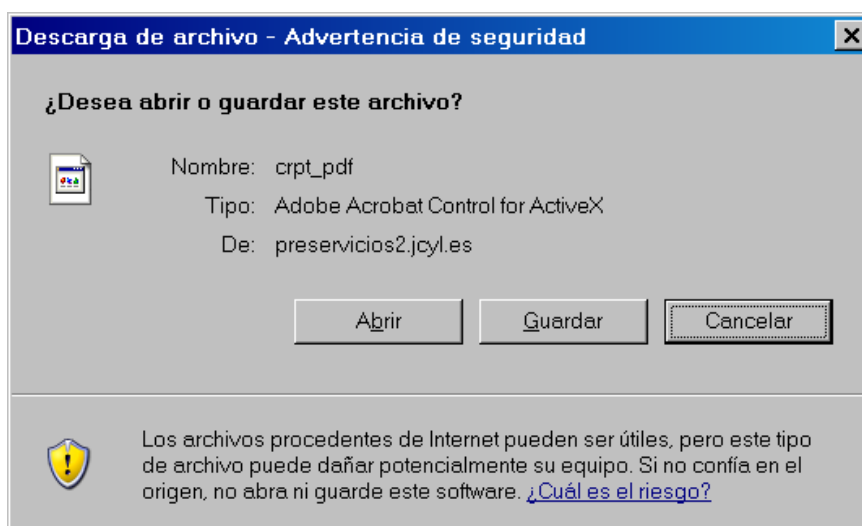 Descarga de archivo - Advertencia de seguridad
¿Desea abrir o guardar este archivo?
Nombre: crpt_pdf
Tipo: Adobe Acrobat Control for ActiveX
De: preservicios2.jcyl.es
Abrir Guardar Cancelar
Los archivos procedentes de Internet pueden ser útiles, pero este tipo
de archivo puede dañar potencialmente su equipo. Si no confía en el
origen, no abra ni guarde este software. ¿Cuál es el riesgo?